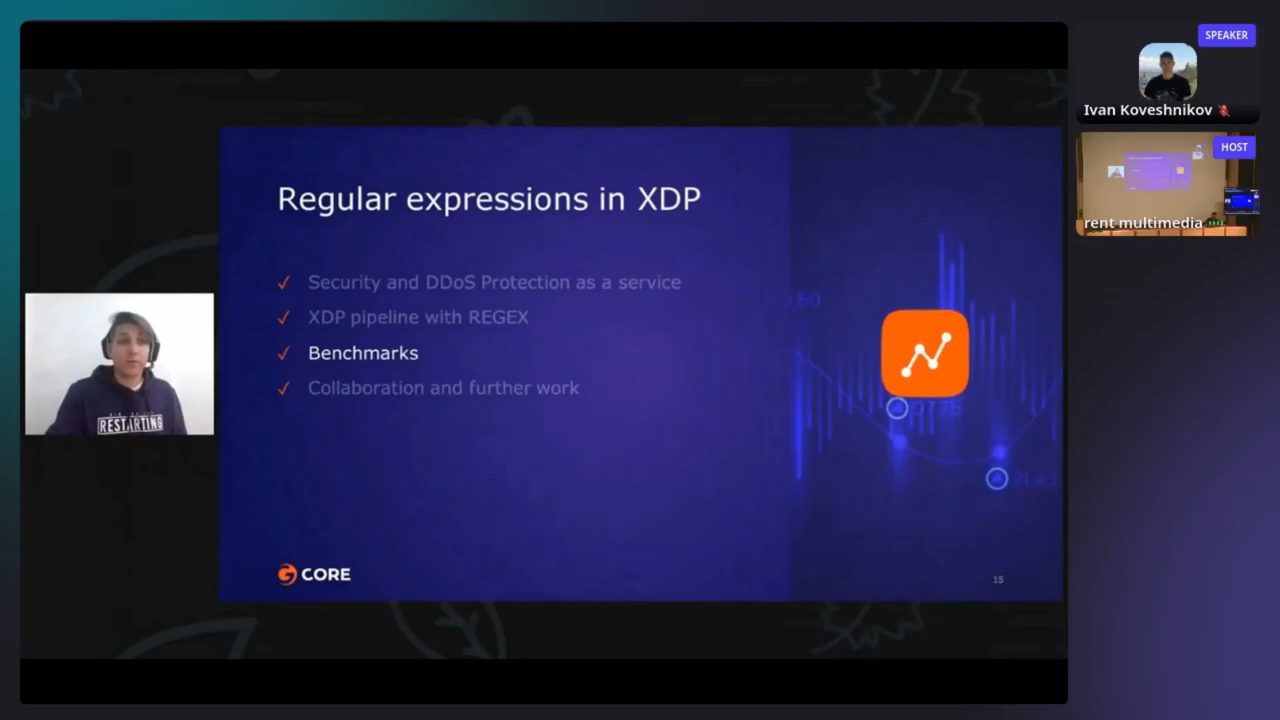 Regular expressions in XDP
✓ Security and DDoS Protection as a service
✓ XDP pipeline with REGEX
✓ Benchmarks
✓ Collaboration and further work
RESTARTING
G CORE
15
SPEAKER
Ivan Koveshnikov
HOST
rent multimedia